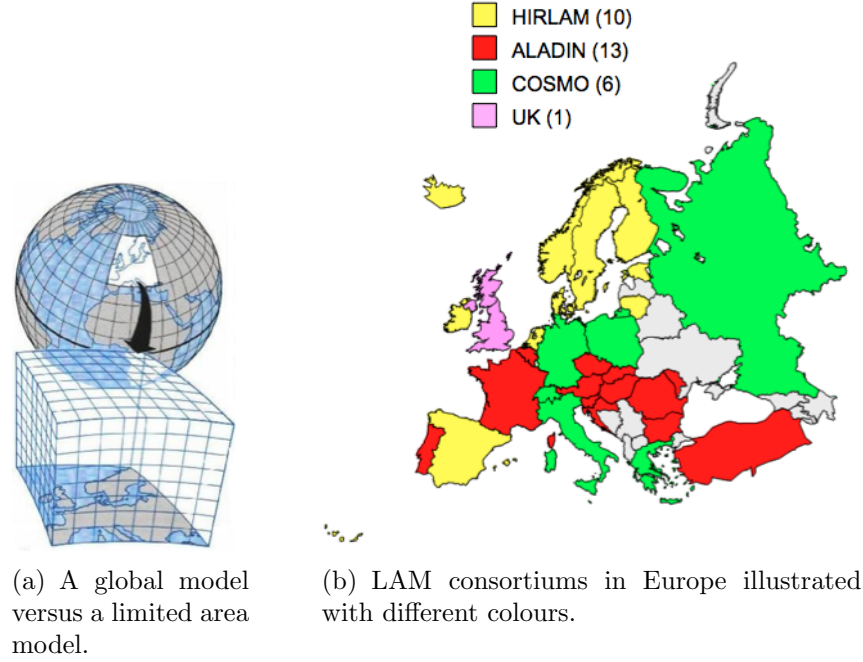 HIRLAM (10)
ALADIN (13)
COSMO (6)
UK (1)
(a) A global model
versus a limited area
model.
(b) LAM consortiums in Europe illustrated
with different colours.